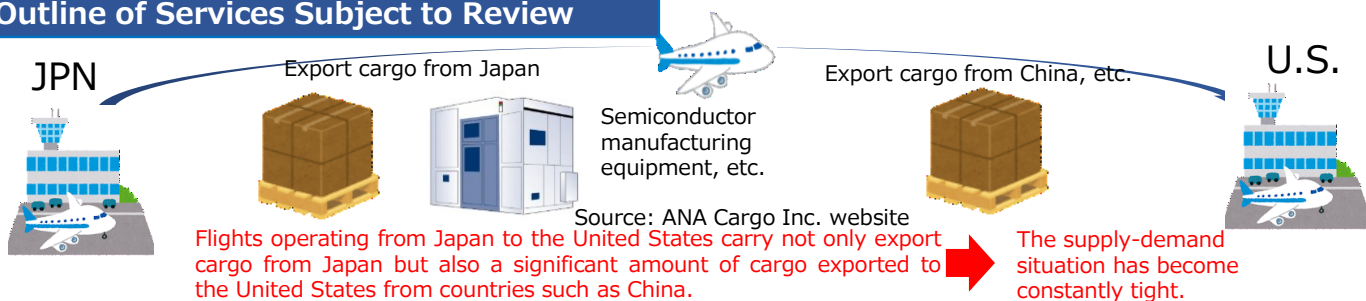 Outline of Services Subject to Review
JPN
Export cargo from Japan
Export cargo from China, etc.
U.S.
Semiconductor
manufacturing
equipment, etc.
Source: ANA Cargo Inc. website
Flights operating from Japan to the United States carry not only export
cargo from Japan but also a significant amount of cargo exported to
the United States from countries such as China.
The supply-demand
situation has become
constantly tight.